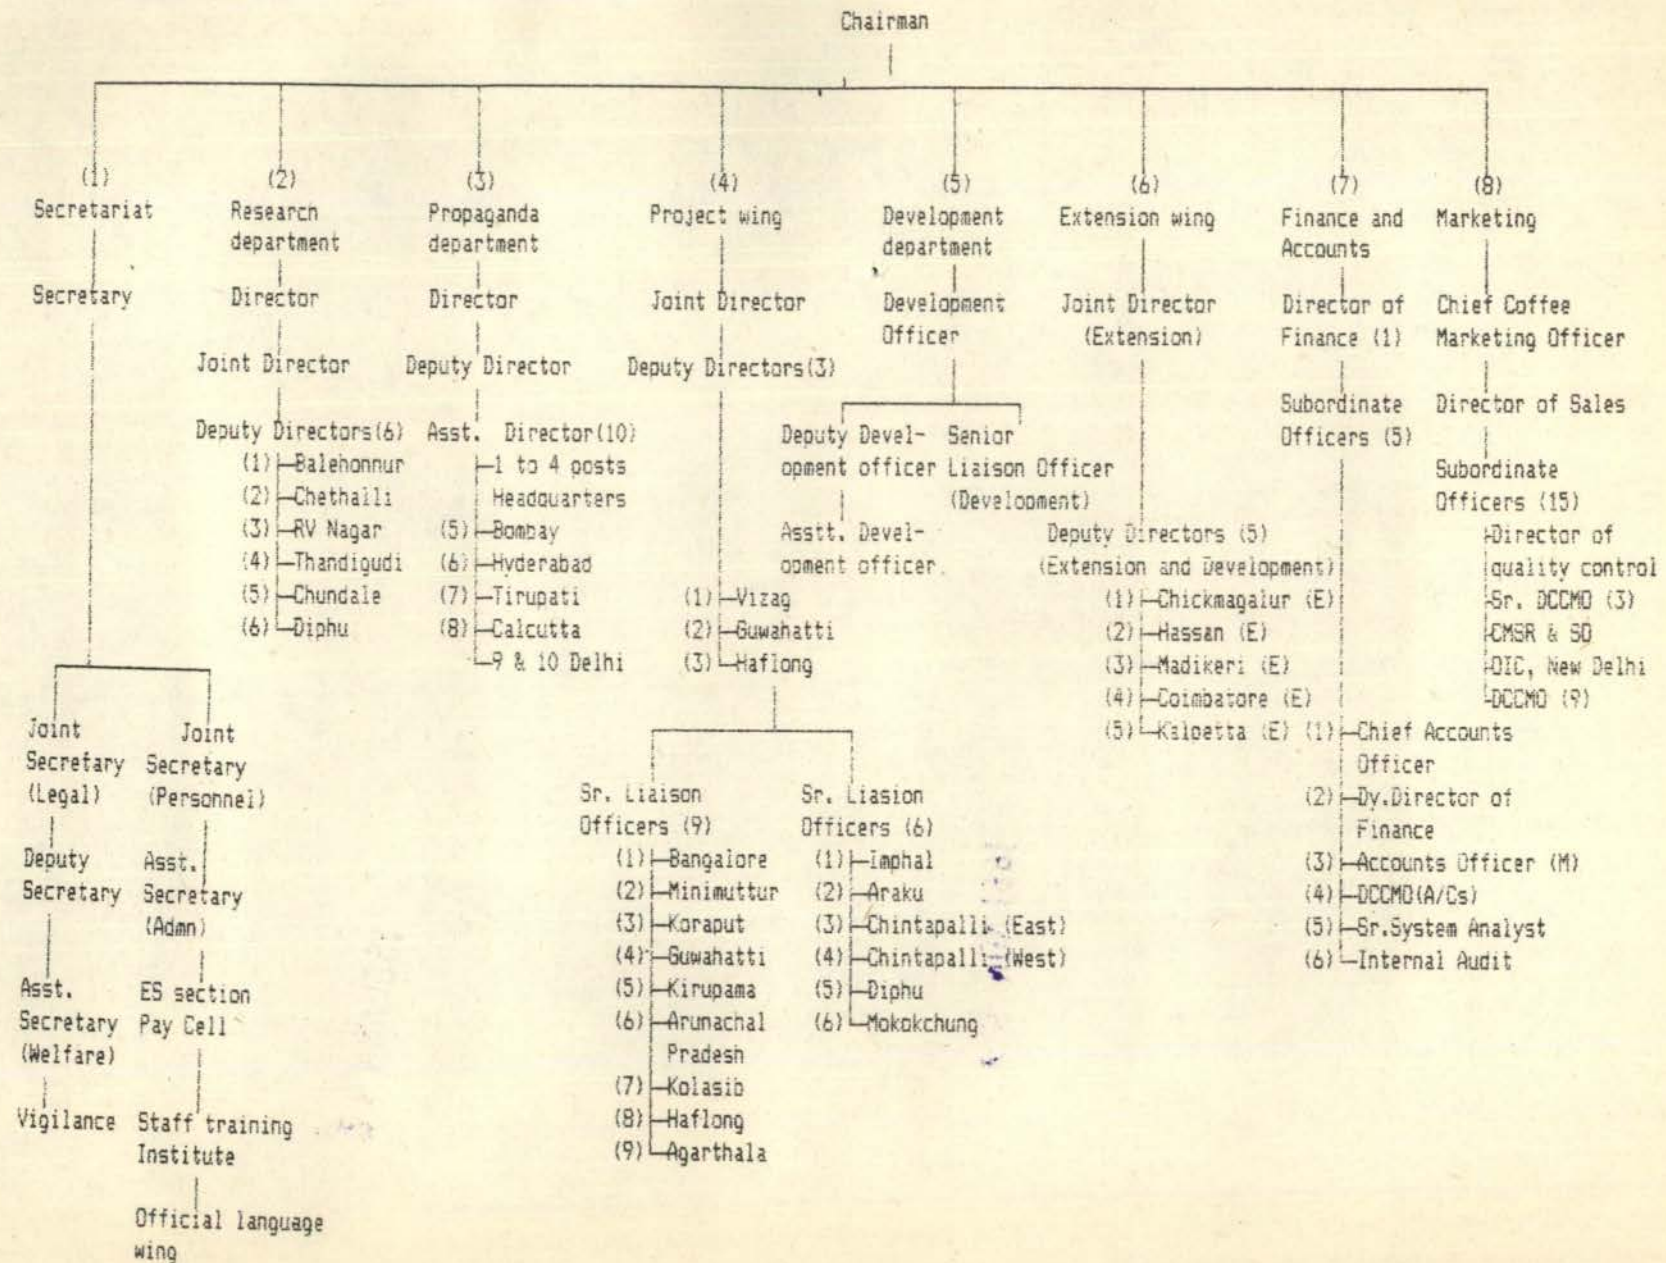 Chairman
(1)
Secretariat
Secretary
Joint
Secretary
(Legal)
Deputy
Secretary
Asst.
Secretary
(Welfare)
Vigilance
Joint
Secretary
(Personnel)
Asst.
Secretary
(Admn)
ES section
Pay Cell
Staff training
Institute
Official language
wing
(2)
Research
department
Director
Joint Director
Deputy Directors(6)
(1) Balehonnur
(2) Chethalli
(3) RV Nagar
(4) Thandigudi
(5) Chundale
(6) Diphu
(3)
Propaganda
department
Director
Deputy Director
Asst. Director(10)
1 to 4 posts
Headquarters
(5) Bombay
(6) Hyderabad
(7) Tirupati
(8) Calcutta
9 & 10 Delhi
(4)
Project wing
Joint Director
Deputy Directors(3)
(1) Vizag
(2) Guwahatti
(3) Haflong
Sr. Liaison
Officers (9)
(1) Bangalore
(2) Minimuttur
(3) Koraput
(4) Guwahatti
(5) Kirupama
(6) Arunachal
Pradesh
(7) Kolasib
(8) Haflong
(9) Agarthala
Sr. Liasion
Officers (6)
(1) Imphal
(2) Araku
(3) Chintapalli (East)
(4) Chintapalli (West)
(5) Diphu
(6) Mokokchung
(5)
Development
department
Development
Officer
Deputy Devel-
opment officer
Asstt. Devel-
opment officer.
Senior
Liaison Officer
(Development)
(6)
Extension wing
Joint Director
(Extension)
Deputy Directors (5)
(Extension and Development)
(1) Chickmagalur (E)
(2) Hassan (E)
(3) Madikeri (E)
(4) Coimbatore (E)
(5) Kalpetta (E)
(7)
Finance and
Accounts
Director of
Finance (1)
Subordinate
Officers (5)
(1) Chief Accounts
Officer
(2) Dy.Director of
Finance
(3) Accounts Officer (M)
(4) DCCMO(A/Cs)
(5) Sr.System Analyst
(6) Internal Audit
(8)
Marketing
Chief Coffee
Marketing Officer
Director of Sales
Subordinate
Officers (15)
Director of
quality control
Sr. DCCMO (3)
CMSR & SO
OIC, New Delhi
DCCMO (9)